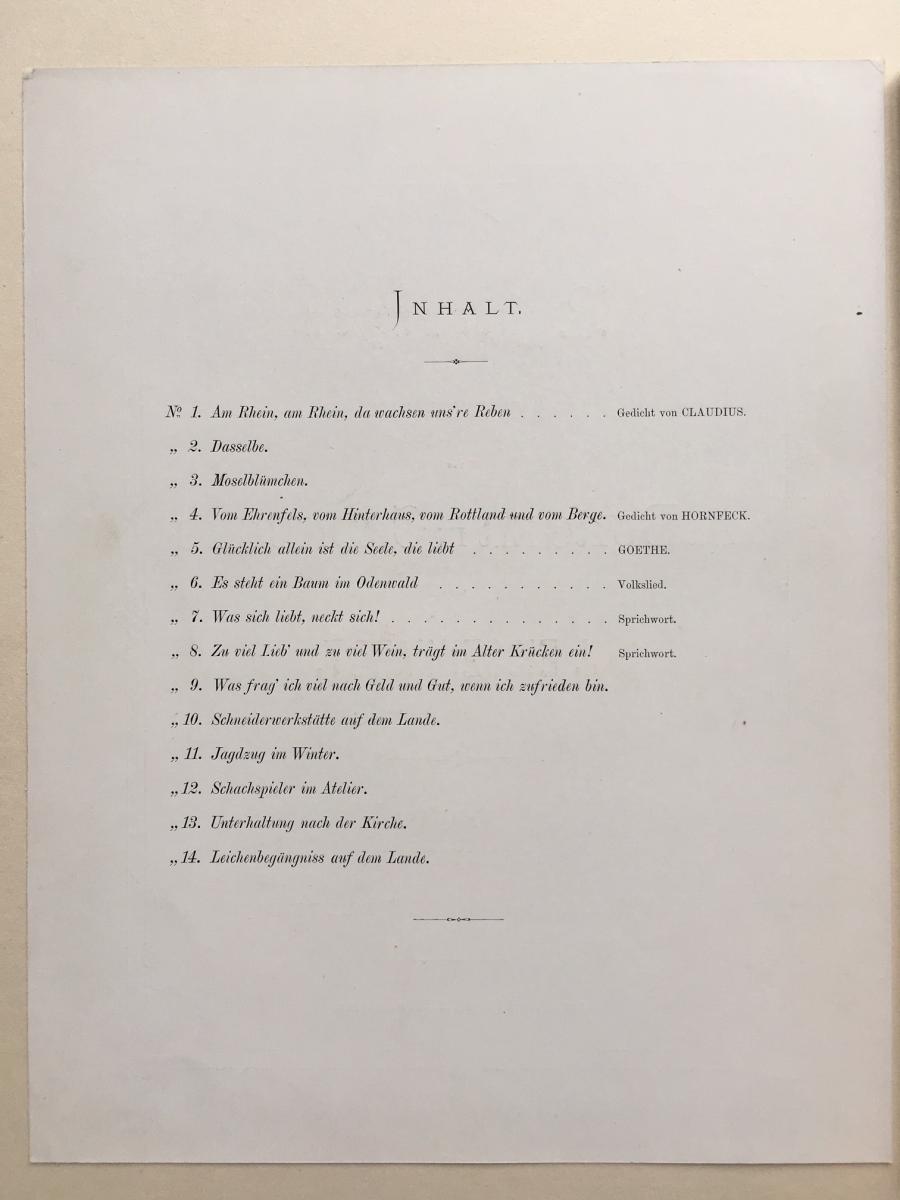 INHALT.
No. 1. Am Rhein, am Rhein, da wachsen uns're Reben . . . . . . Gedicht von CLAUDIUS.
„ 2. Dasselbe.
„ 3. Moselblümchen.
„ 4. Vom Ehrenfels, vom Hinterhaus, vom Rottland und vom Berge. Gedicht von HORNFECK.
„ 5. Glücklich allein ist die Seele, die liebt . . . . . . . . . GOETHE.
„ 6. Es steht ein Baum im Odenwald . . . . . . . . . . . Volkslied.
„ 7. Was sich liebt, neckt sich! . . . . . . . . . . . . . . Sprichwort.
„ 8. Zu viel Lieb' und zu viel Wein, trägt im Alter Krücken ein! Sprichwort.
„ 9. Was frag' ich viel nach Geld und Gut, wenn ich zufrieden bin.
„ 10. Schneiderwerkstätte auf dem Lande.
„ 11. Jagdzug im Winter.
„ 12. Schachspieler im Atelier.
„ 13. Unterhaltung nach der Kirche.
„ 14. Leichenbegängniss auf dem Lande.